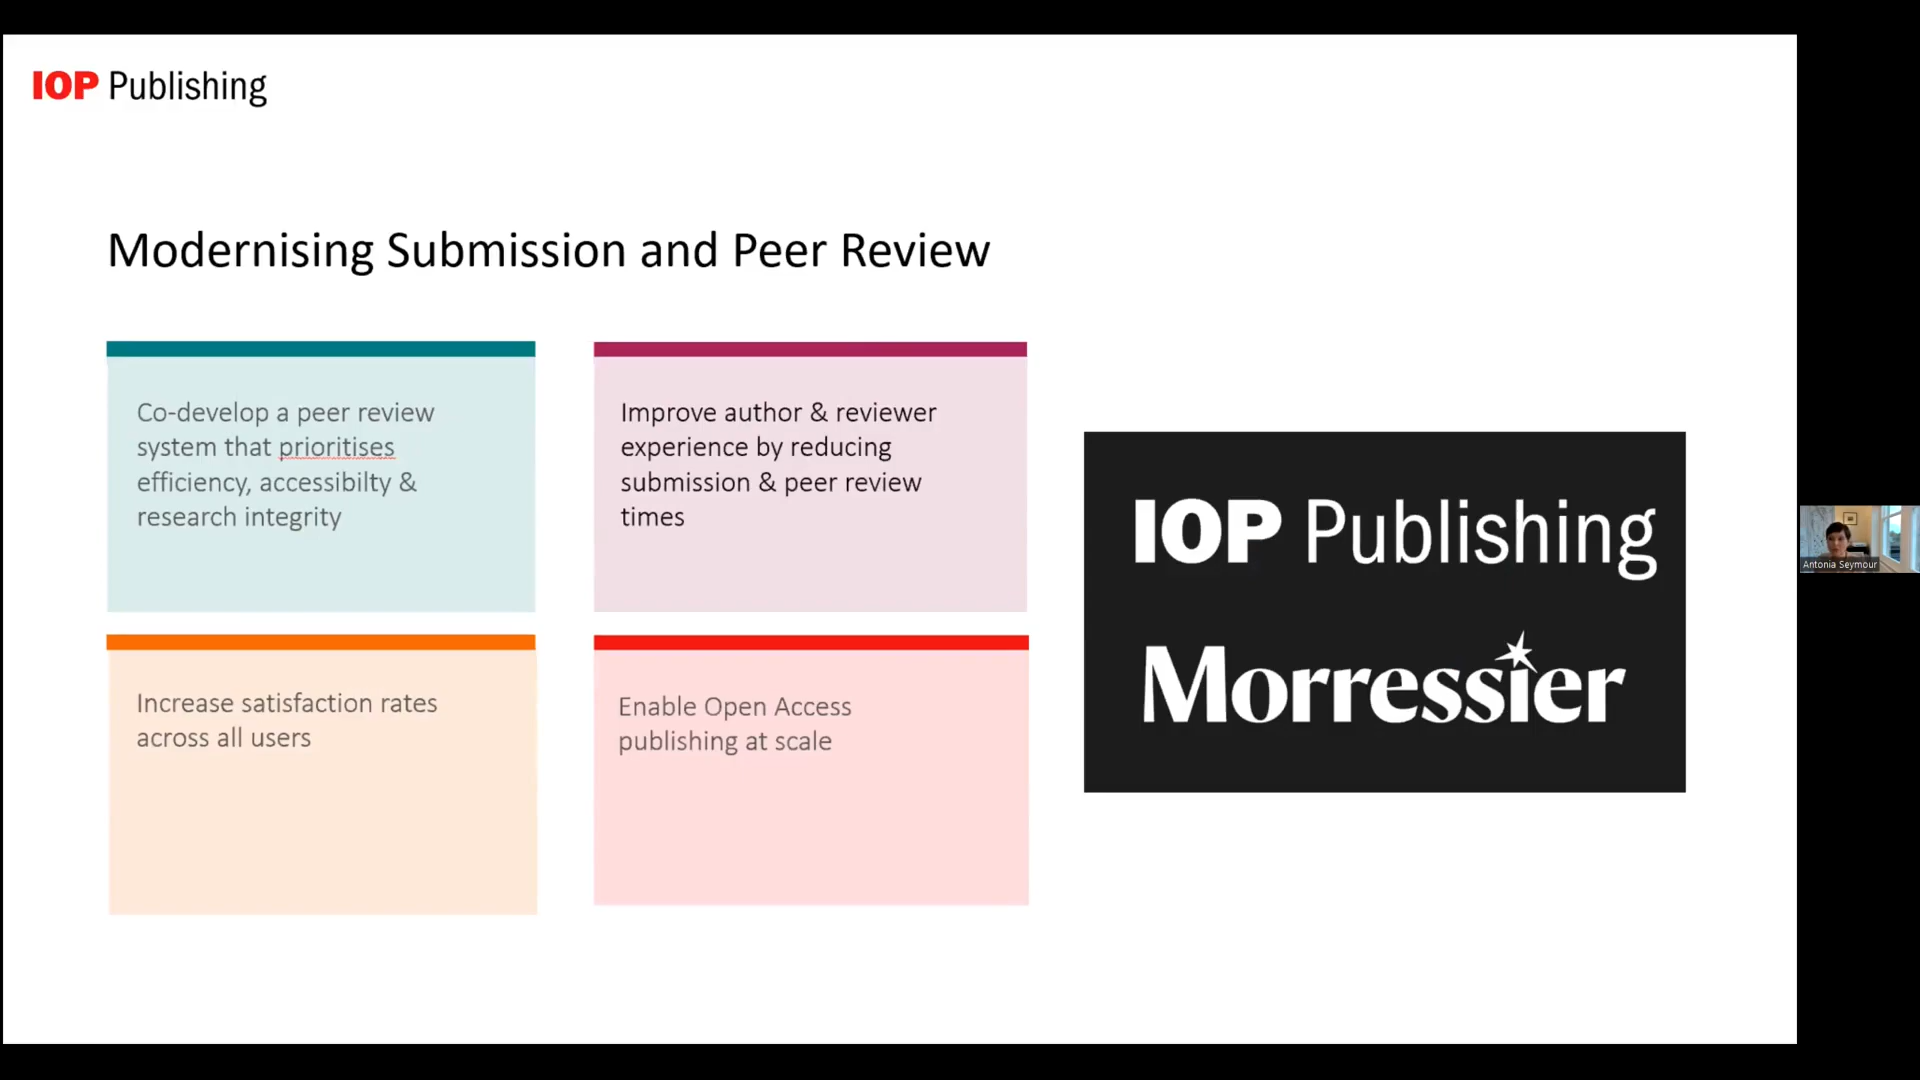 IOP Publishing
Modernising Submission and Peer Review
Co-develop a peer review
system that prioritises
efficiency, accessibilty &
research integrity
Improve author & reviewer
experience by reducing
submission & peer review
times
Increase satisfaction rates
across all users
Enable Open Access
publishing at scale
IOP Publishing
Morressier
Antonia Seymour